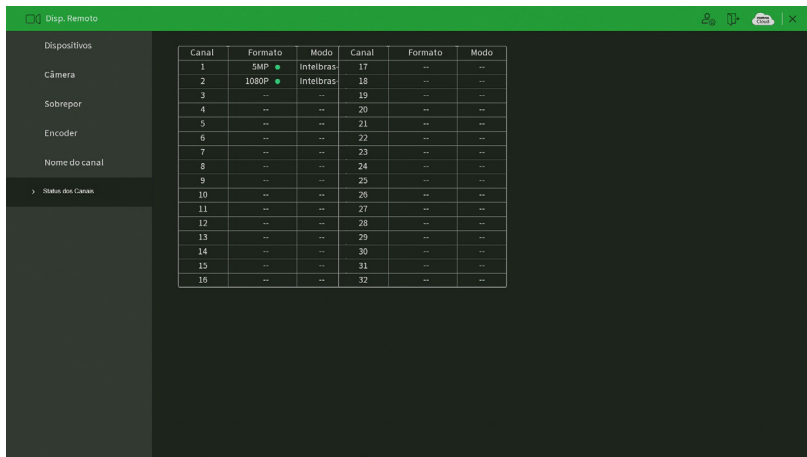 Disp. Remoto
Dispositivos
Câmera
Sobrepor
Encoder
Nome do canal
Status dos Canais
Canal Formato Modo Canal Formato Modo
1 5MP Intelbras- 17 -- --
2 1080P Intelbras- 18 -- --
3 -- -- 19 -- --
4 -- -- 20 -- --
5 -- -- 21 -- --
6 -- -- 22 -- --
7 -- -- 23 -- --
8 -- -- 24 -- --
9 -- -- 25 -- --
10 -- -- 26 -- --
11 -- -- 27 -- --
12 -- -- 28 -- --
13 -- -- 29 -- --
14 -- -- 30 -- --
15 -- -- 31 -- --
16 -- -- 32 -- --
Cloud